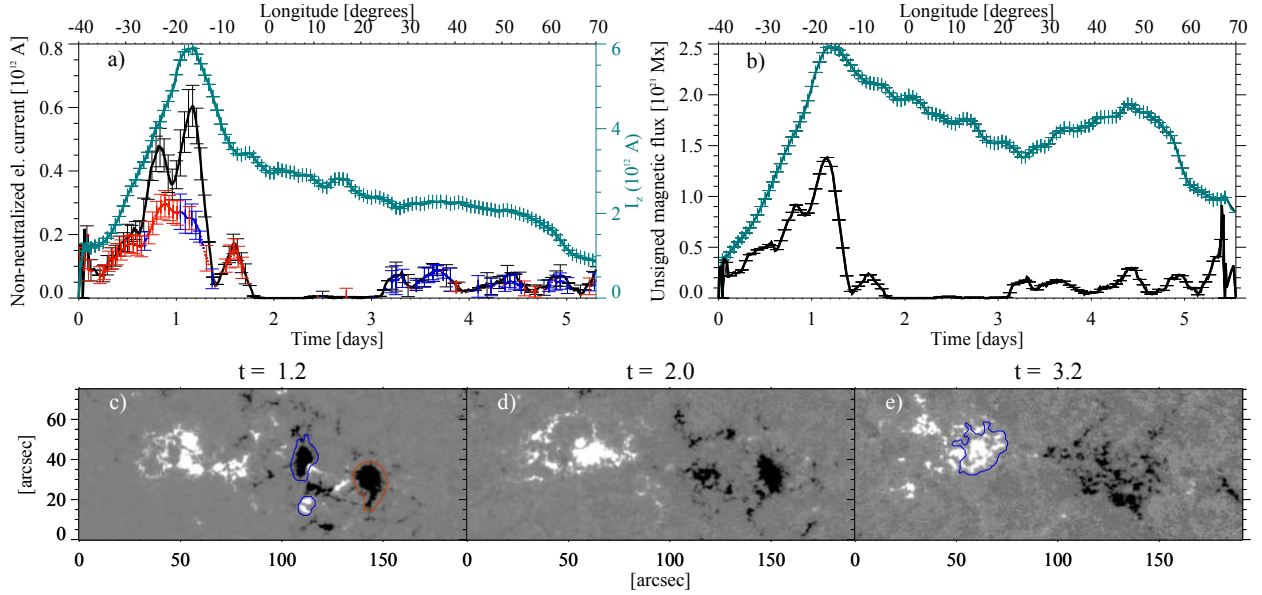 Longitude [degrees]
-40 -30 -20 -10 0 10 20 30 40 50 60 70
a)
Non-neutralized el. current [10¹² A]
0.8
0.6
0.4
0.2
0.0
I_z (10¹² A)
6
4
2
0
0 1 2 3 4 5
Time [days]
Longitude [degrees]
-40 -30 -20 -10 0 10 20 30 40 50 60 70
b)
Unsigned magnetic flux [10²¹ Mx]
2.5
2.0
1.5
1.0
0.5
0.0
0 1 2 3 4 5
Time [days]
t = 1.2
t = 2.0
t = 3.2
c)
d)
e)
[arcsec]
60
40
20
0
0 50 100 150
0 50 100 150
0 50 100 150
[arcsec]